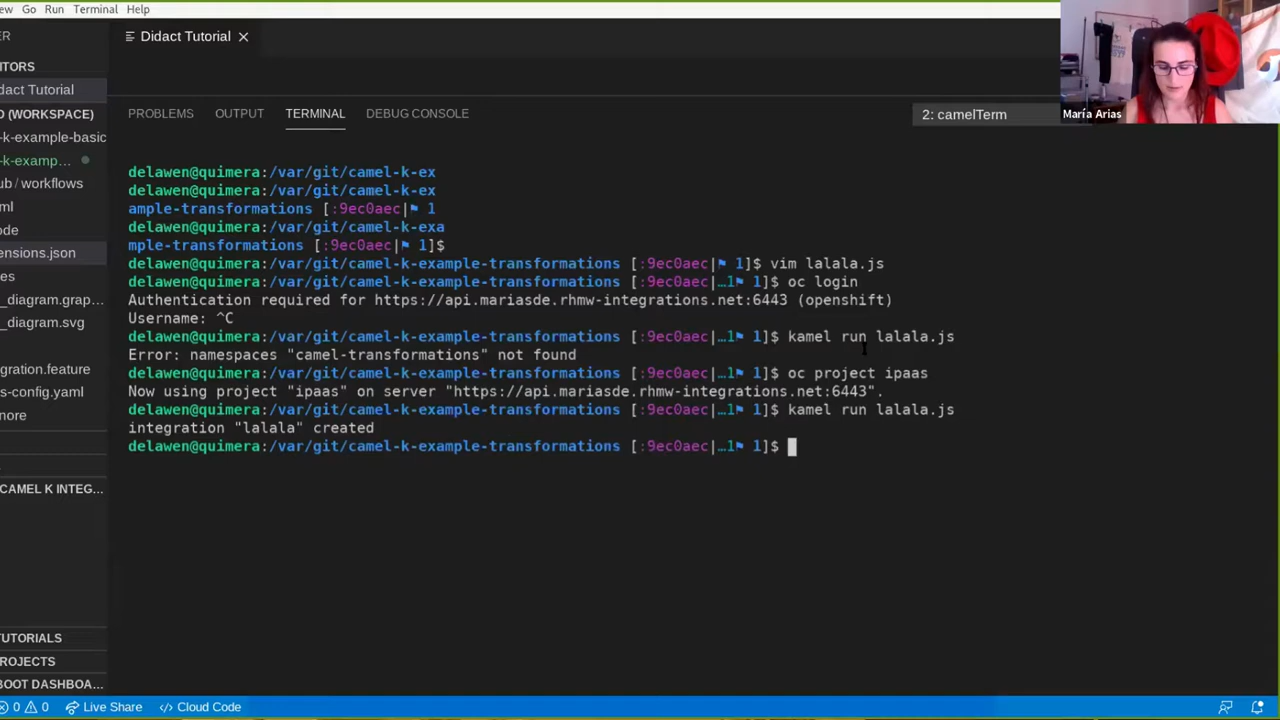 ew Go Run Terminal Help
ER
Didact Tutorial
ITORS
dact Tutorial
D (WORKSPACE)
-k-example-basic
-k-examp...
ub / workflows
ml
ode
ensions.json
es
_diagram.grap...
_diagram.svg
gration.feature
s-config.yaml
nore
CAMEL K INTEG...
TUTORIALS
PROJECTS
BOOT DASHBOA...
PROBLEMS OUTPUT TERMINAL DEBUG CONSOLE
2: camelTerm
María Arias
delawen@quimera:/var/git/camel-k-ex
delawen@quimera:/var/git/camel-k-ex
ample-transformations [:9ec0aec|⚑ 1
delawen@quimera:/var/git/camel-k-exa
mple-transformations [:9ec0aec|⚑ 1]$
delawen@quimera:/var/git/camel-k-example-transformations [:9ec0aec|⚑ 1]$ vim lalala.js
delawen@quimera:/var/git/camel-k-example-transformations [:9ec0aec|…1⚑ 1]$ oc login
Authentication required for https://api.mariasde.rhmw-integrations.net:6443 (openshift)
Username: ^C
delawen@quimera:/var/git/camel-k-example-transformations [:9ec0aec|…1⚑ 1]$ kamel run lalala.js
Error: namespaces "camel-transformations" not found
delawen@quimera:/var/git/camel-k-example-transformations [:9ec0aec|…1⚑ 1]$ oc project ipaas
Now using project "ipaas" on server "https://api.mariasde.rhmw-integrations.net:6443".
delawen@quimera:/var/git/camel-k-example-transformations [:9ec0aec|…1⚑ 1]$ kamel run lalala.js
integration "lalala" created
delawen@quimera:/var/git/camel-k-example-transformations [:9ec0aec|…1⚑ 1]$
0 0 Live Share Cloud Code